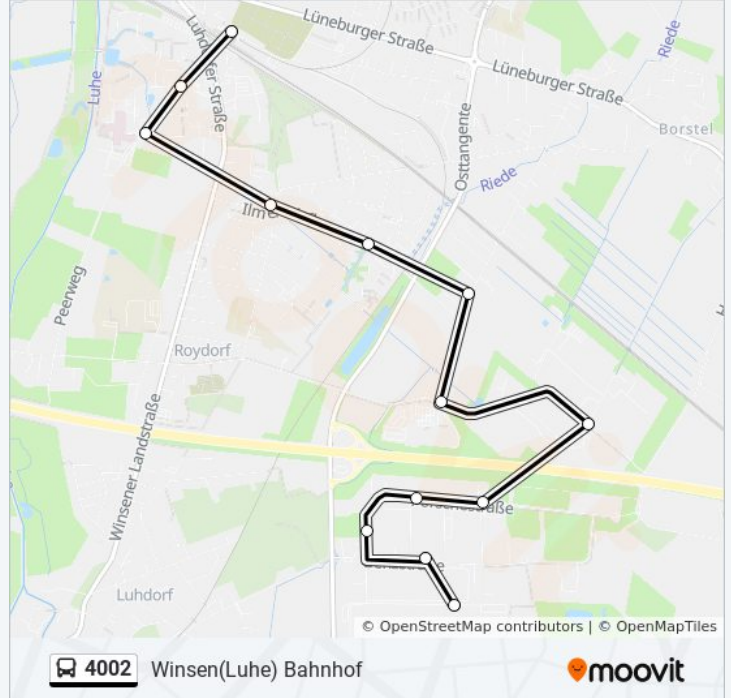 Lüneburger Straße
Lüneburger Straße
Riede
Luhe
Osttangente
Borstel
Riede
Peerweg
Roydorf
Winsener Landstraße
Luhdorf
© OpenStreetMap contributors | © OpenMapTiles
4002 Winsen(Luhe) Bahnhof
moovit